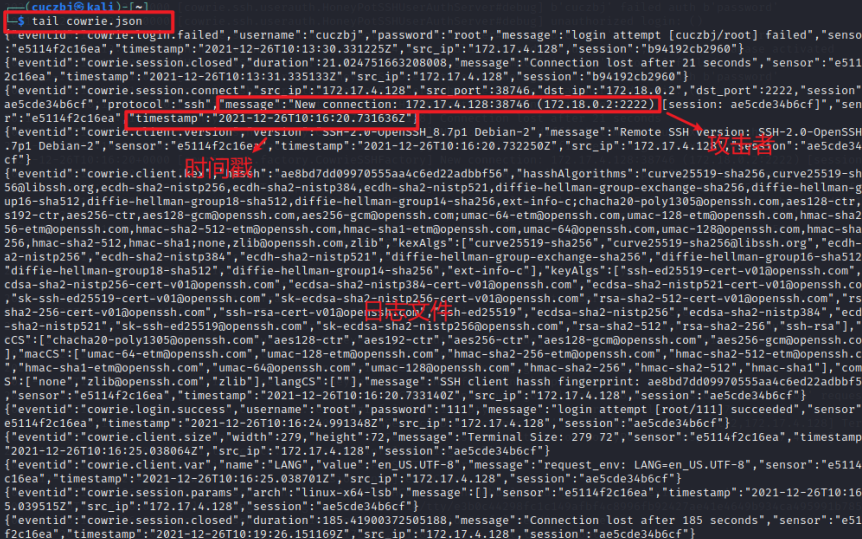 (cuczbj㉿kali)-[~]
$ tail cowrie.json
{"eventid":"cowrie.login.failed","username":"cuczbj","password":"root","message":"login attempt [cuczbj/root] failed","senso
:"e5114f2c16ea","timestamp":"2021-12-26T10:13:30.331225Z","src_ip":"172.17.4.128","session":"b94192cb2960"}
{"eventid":"cowrie.session.closed","duration":21.024751663208008,"message":"Connection lost after 21 seconds","sensor":"e511
2c16ea","timestamp":"2021-12-26T10:13:31.335133Z","src_ip":"172.17.4.128","session":"b94192cb2960"}
{"eventid":"cowrie.session.connect","src_ip":"172.17.4.128","src_port":38746,"dst_ip":"172.18.0.2","dst_port":2222,"session"
ae5cde34b6cf","protocol":"ssh","message":"New connection: 172.17.4.128:38746 (172.18.0.2:2222) [session: ae5cde34b6cf]","sen
r":"e5114f2c16ea","timestamp":"2021-12-26T10:16:20.731636Z"
{"eventid":"cowrie.client.version","version":"SSH-2.0-OpenSSH_8.7p1 Debian-2","message":"Remote SSH version: SSH-2.0-OpenSSH
.7p1 Debian-2","sensor":"e5114f2c16ea","timestamp":"2021-12-26T10:16:20.732250Z","src_ip":"172.17.4.128","session":"ae5cde34
cf"}
时间戳
攻击者
{"eventid":"cowrie.client.kex","hassh":"ae8bd7dd09970555aa4c6ed22adbbf56","hasshAlgorithms":"curve25519-sha256,curve25519-sh
56@libssh.org,ecdh-sha2-nistp256,ecdh-sha2-nistp384,ecdh-sha2-nistp521,diffie-hellman-group-exchange-sha256,diffie-hellman-g
up16-sha512,diffie-hellman-group18-sha512,diffie-hellman-group14-sha256,ext-info-c;chacha20-poly1305@openssh.com,aes128-ctr,
s192-ctr,aes256-ctr,aes128-gcm@openssh.com,aes256-gcm@openssh.com;umac-64-etm@openssh.com,umac-128-etm@openssh.com,hmac-sha2
56-etm@openssh.com,hmac-sha2-512-etm@openssh.com,hmac-sha1-etm@openssh.com,umac-64@openssh.com,umac-128@openssh.com,hmac-sha
256,hmac-sha2-512,hmac-sha1;none,zlib@openssh.com,zlib","kexAlgs":["curve25519-sha256","curve25519-sha256@libssh.org","ecdh-
a2-nistp256","ecdh-sha2-nistp384","ecdh-sha2-nistp521","diffie-hellman-group-exchange-sha256","diffie-hellman-group16-sha512
"diffie-hellman-group18-sha512","diffie-hellman-group14-sha256","ext-info-c"],"keyAlgs":["ssh-ed25519-cert-v01@openssh.com",
cdsa-sha2-nistp256-cert-v01@openssh.com","ecdsa-sha2-nistp384-cert-v01@openssh.com","ecdsa-sha2-nistp521-cert-v01@openssh.co
,"sk-ssh-ed25519-cert-v01@openssh.com","sk-ecdsa-sha2-nistp256-cert-v01@openssh.com","rsa-sha2-512-cert-v01@openssh.com","rs
sha2-256-cert-v01@openssh.com","ssh-rsa-cert-v01@openssh.com","ssh-ed25519","ecdsa-sha2-nistp256","ecdsa-sha2-nistp384","ecd
-sha2-nistp521","sk-ssh-ed25519@openssh.com","sk-ecdsa-sha2-nistp256@openssh.com","rsa-sha2-512","rsa-sha2-256","ssh-rsa"],"
cCS":["chacha20-poly1305@openssh.com","aes128-ctr","aes192-ctr","aes256-ctr","aes128-gcm@openssh.com","aes256-gcm@openssh.co
],"macCS":["umac-64-etm@openssh.com","umac-128-etm@openssh.com","hmac-sha2-256-etm@openssh.com","hmac-sha2-512-etm@openssh.c
,"hmac-sha1-etm@openssh.com","umac-64@openssh.com","umac-128@openssh.com","hmac-sha2-256","hmac-sha2-512","hmac-sha1"],"com
S":["none","zlib@openssh.com","zlib"],"langCS":[""],"message":"SSH client hassh fingerprint: ae8bd7dd09970555aa4c6ed22adbbf5
,"sensor":"e5114f2c16ea","timestamp":"2021-12-26T10:16:20.733140Z","src_ip":"172.17.4.128","session":"ae5cde34b6cf"}
日志文件
{"eventid":"cowrie.login.success","username":"root","password":"111","message":"login attempt [root/111] succeeded","sensor"
e5114f2c16ea","timestamp":"2021-12-26T10:16:24.991348Z","src_ip":"172.17.4.128","session":"ae5cde34b6cf"}
{"eventid":"cowrie.client.size","width":279,"height":72,"message":"Terminal Size: 279 72","sensor":"e5114f2c16ea","timestamp
"2021-12-26T10:16:25.038064Z","src_ip":"172.17.4.128","session":"ae5cde34b6cf"}
{"eventid":"cowrie.client.var","name":"LANG","value":"en_US.UTF-8","message":"request_env: LANG=en_US.UTF-8","sensor":"e5114
c16ea","timestamp":"2021-12-26T10:16:25.038701Z","src_ip":"172.17.4.128","session":"ae5cde34b6cf"}
{"eventid":"cowrie.session.params","arch":"linux-x64-lsb","message":[],"sensor":"e5114f2c16ea","timestamp":"2021-12-26T10:16
5.039515Z","src_ip":"172.17.4.128","session":"ae5cde34b6cf"}
{"eventid":"cowrie.session.closed","duration":185.41900372505188,"message":"Connection lost after 185 seconds","sensor":"e51
f2c16ea","timestamp":"2021-12-26T10:19:26.151169Z","src_ip":"172.17.4.128","session":"ae5cde34b6cf"}